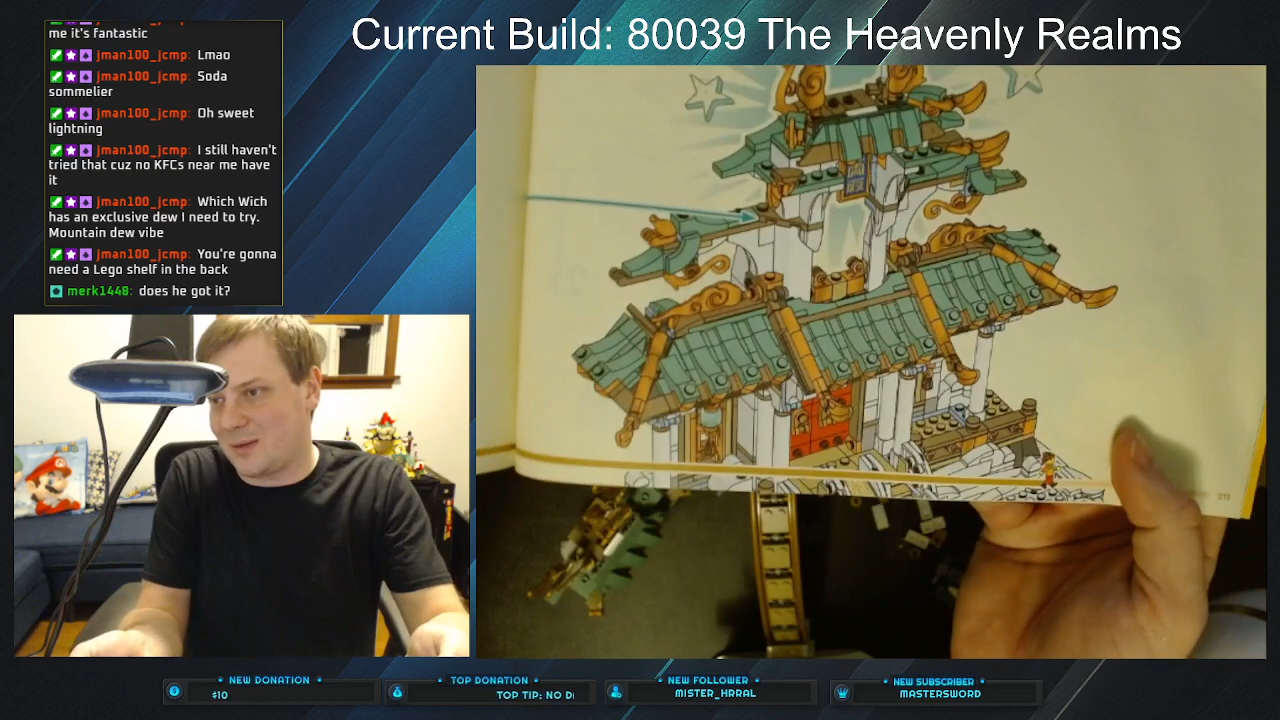 Current Build: 80039 The Heavenly Realms
me it's fantastic
jman100_jcmp: Lmao
jman100_jcmp: Soda
sommelier
jman100_jcmp: Oh sweet
lightning
jman100_jcmp: I still haven't
tried that cuz no KFCs near me have
it
jman100_jcmp: Which Wich
has an exclusive dew I need to try.
Mountain dew vibe
jman100_jcmp: You're gonna
need a Lego shelf in the back
merk1448: does he got it?
NEW DONATION
$10
TOP DONATION
TOP TIP: NO D
NEW FOLLOWER
MISTER_HRRAL
NEW SUBSCRIBER
MASTERSWORD